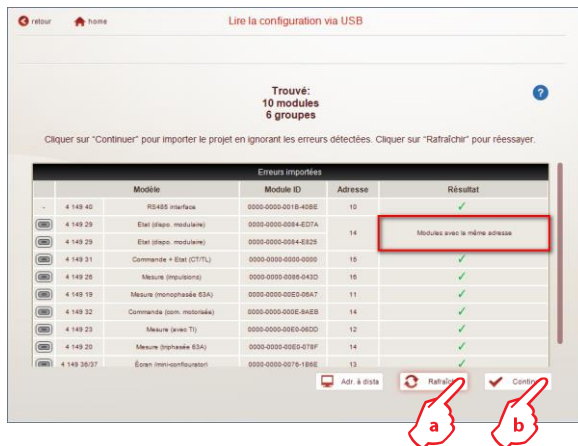 retour
home
Lire la configuration via USB
Trouvé:
10 modules
6 groupes
Cliquer sur "Continuer" pour importer le projet en ignorant les erreurs détectées. Cliquer sur "Rafraîchir" pour réessayer.
Erreurs importées
Modèle Module ID Adresse Résultat
- 4 149 40 RS485 interface 0000-0000-001B-40BE 10
4 149 29 Etat (dispo. modulaire) 0000-0000-0084-ED7A 14 Modules avec la même adresse
4 149 29 Etat (dispo. modulaire) 0000-0000-0084-E825
4 149 31 Commande + Etat (CT/TL) 0000-0000-0000-0000 15
4 149 26 Mesure (impulsions) 0000-0000-0086-043D 16
4 149 19 Mesure (monophasée 63A) 0000-0000-00E0-06A7 11
4 149 32 Commande (com. motorisée) 0000-0000-000E-9AEB 14
4 149 23 Mesure (avec TI) 0000-0000-00E0-06DD 12
4 149 20 Mesure (triphasée 63A) 0000-0000-00E0-078F 14
4 149 36/37 Écran (mini-configurator) 0000-0000-0076-1B6E 13
Adr. à dista
Rafraîc
Contin
a
b